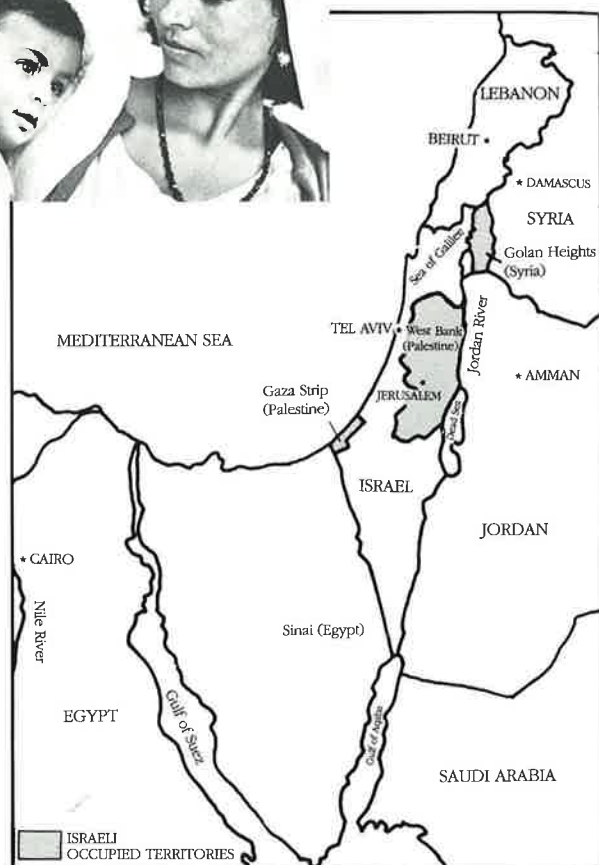 LEBANON
BEIRUT
DAMASCUS
SYRIA
Sea of Galilee
Golan Heights
(Syria)
MEDITERRANEAN SEA
TEL AVIV
West Bank
(Palestine)
Jordan River
AMMAN
Gaza Strip
(Palestine)
JERUSALEM
Dead Sea
ISRAEL
JORDAN
CAIRO
Nile River
Sinai (Egypt)
EGYPT
Gulf of Suez
Gulf of Aqaba
SAUDI ARABIA
ISRAELI
OCCUPIED TERRITORIES